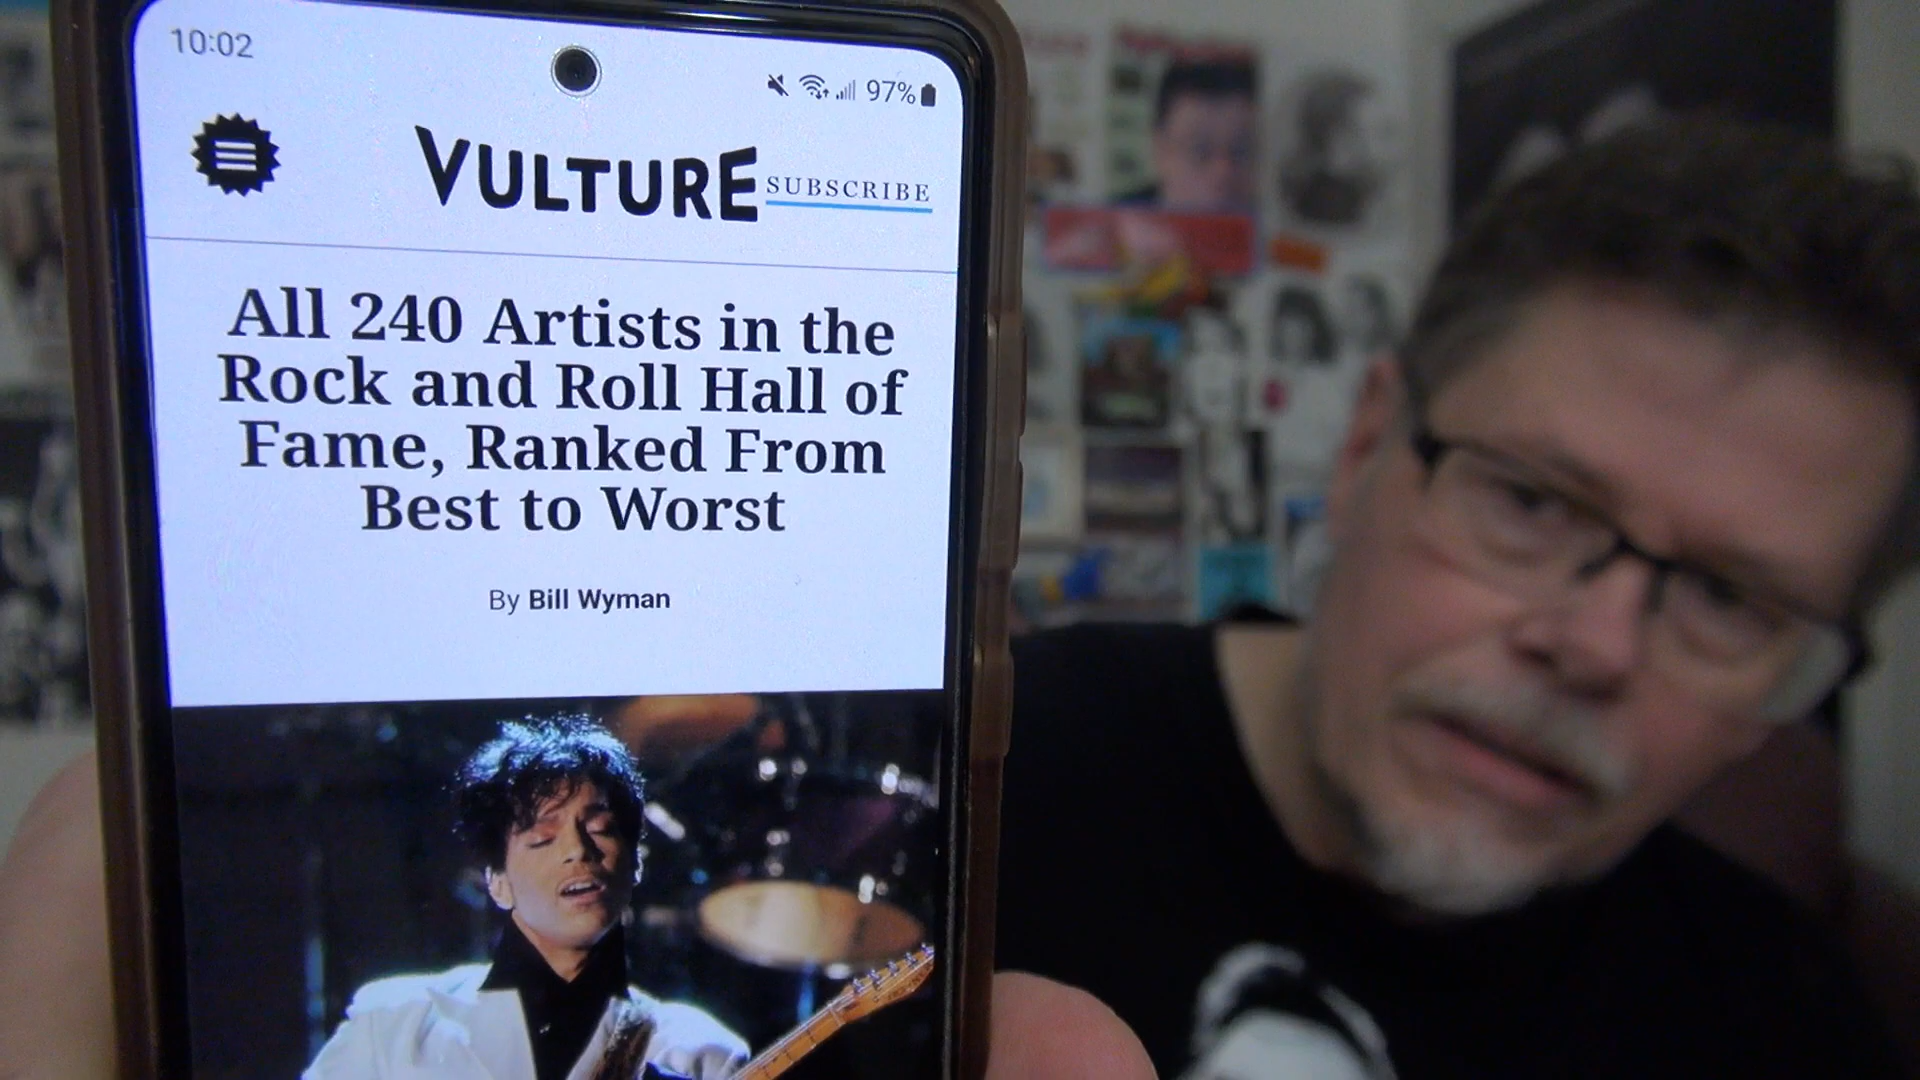 10:02
97%
VULTURE
SUBSCRIBE
All 240 Artists in the
Rock and Roll Hall of
Fame, Ranked From
Best to Worst
By Bill Wyman